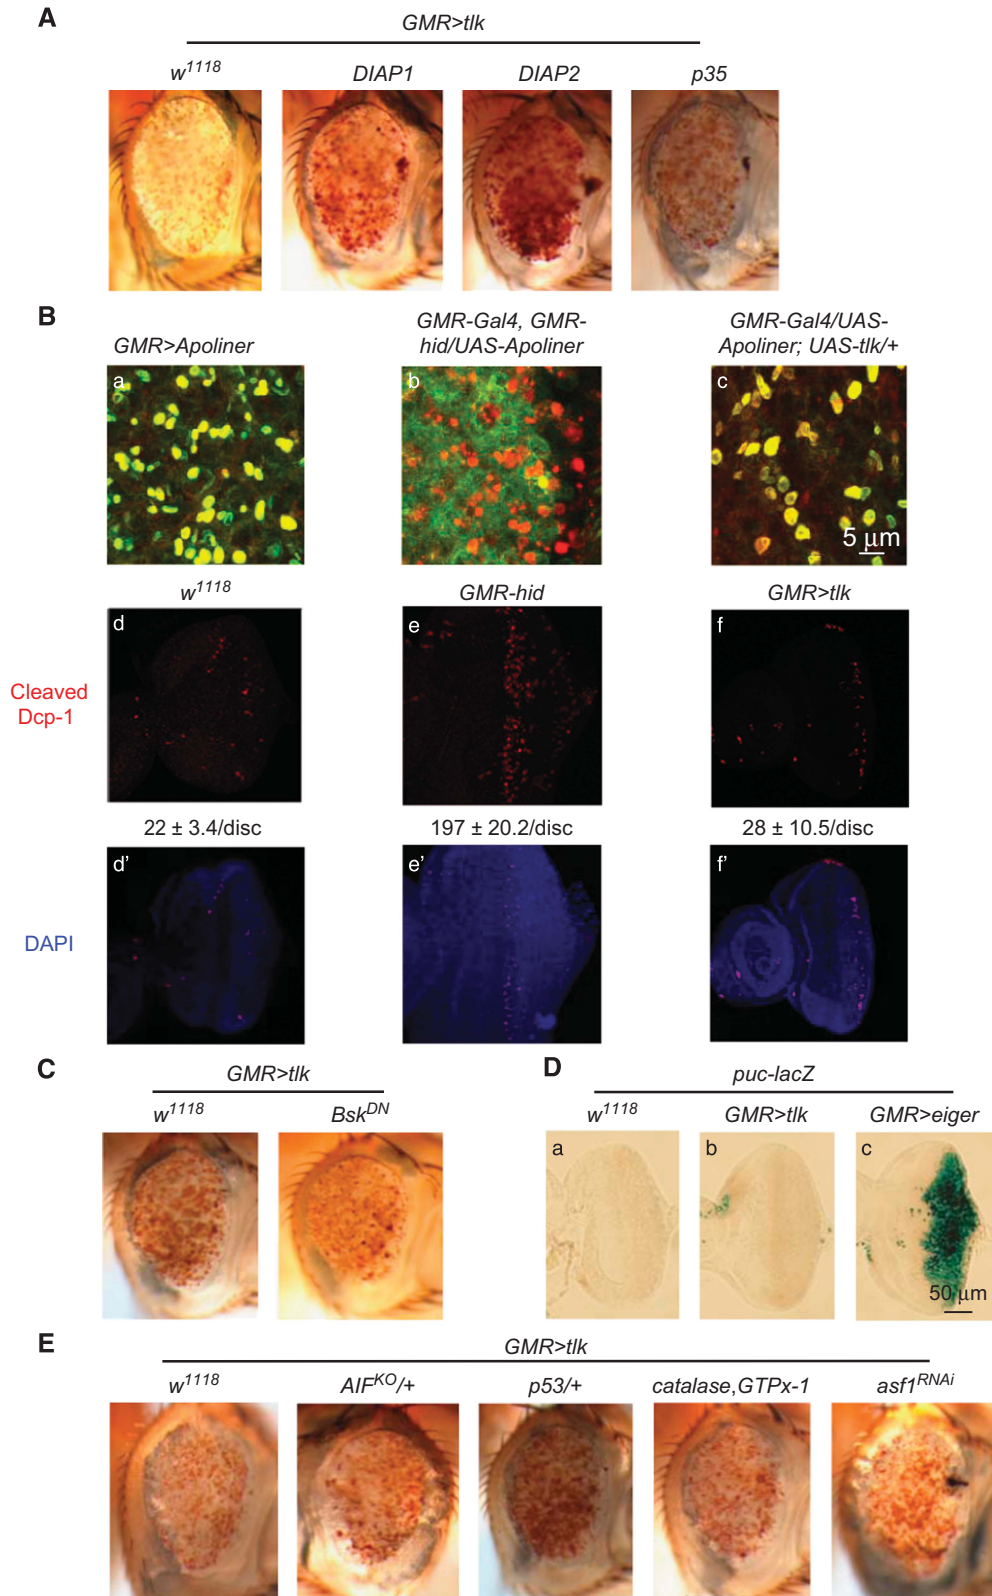 A
GMR>tlk
w1118 DIAP1 DIAP2 p35
B
GMR>Apoliner
GMR-Gal4, GMR-
hid/UAS-Apoliner
GMR-Gal4/UAS-
Apoliner; UAS-tlk/+
a b c
5 μm
w1118 GMR-hid GMR>tlk
d e f
Cleaved
Dcp-1
22 ± 3.4/disc 197 ± 20.2/disc 28 ± 10.5/disc
d' e' f'
DAPI
C
GMR>tlk
w1118 BskDN
D
puc-lacZ
w1118 GMR>tlk GMR>eiger
a b c
50 μm
E
GMR>tlk
w1118 AIFKO/+ p53/+ catalase,GTPx-1 asf1RNAi